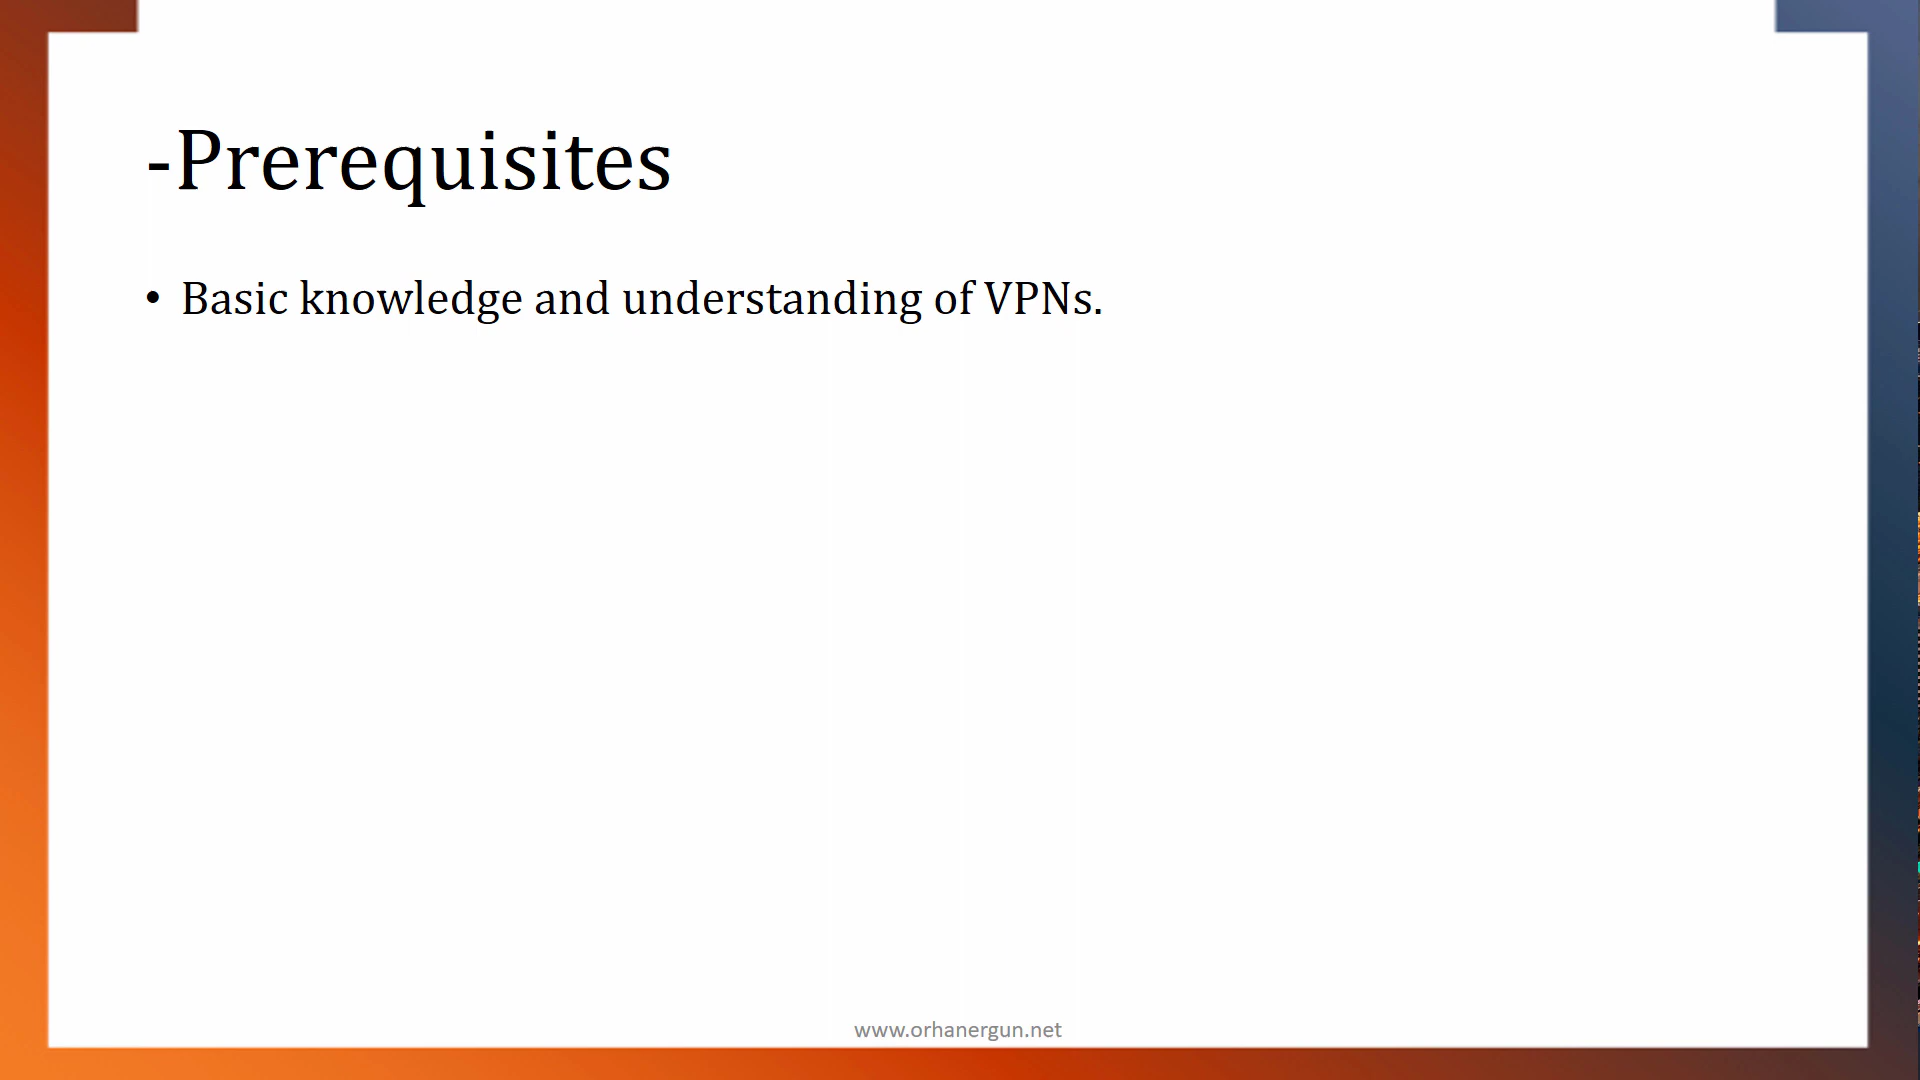 -Prerequisites
• Basic knowledge and understanding of VPNs.
www.orhanergun.net